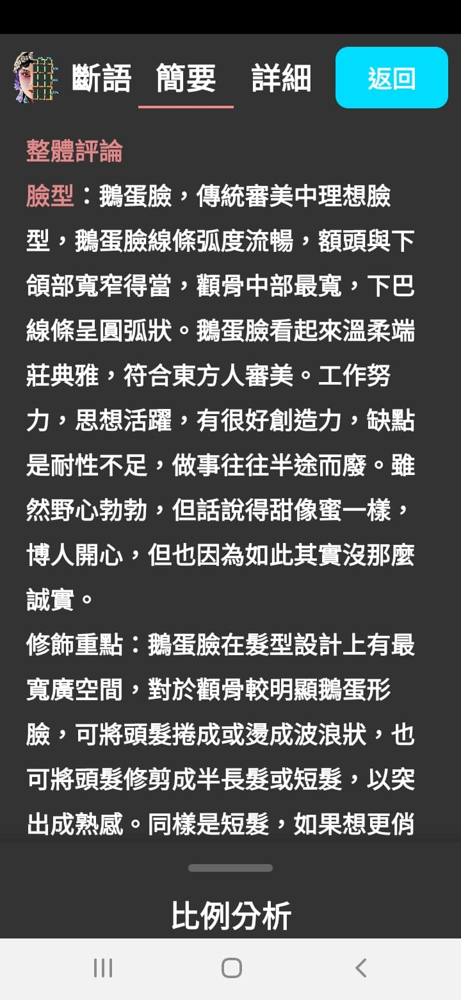 斷語 簡要 詳細 返回
整體評論
臉型：鵝蛋臉，傳統審美中理想臉
型，鵝蛋臉線條弧度流暢，額頭與下
頜部寬窄得當，顴骨中部最寬，下巴
線條呈圓弧狀。鵝蛋臉看起來溫柔端
莊典雅，符合東方人審美。工作努
力，思想活躍，有很好創造力，缺點
是耐性不足，做事往往半途而廢。雖
然野心勃勃，但話說得甜像蜜一樣，
博人開心，但也因為如此其實沒那麼
誠實。
修飾重點：鵝蛋臉在髮型設計上有最
寬廣空間，對於顴骨較明顯鵝蛋形
臉，可將頭髮捲成或燙成波浪狀，也
可將頭髮修剪成半長髮或短髮，以突
出成熟感。同樣是短髮，如果想更俏
比例分析